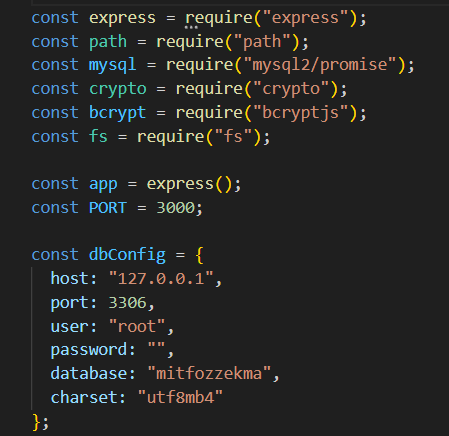 const express = require("express");
const path = require("path");
const mysql = require("mysql2/promise");
const crypto = require("crypto");
const bcrypt = require("bcryptjs");
const fs = require("fs");

const app = express();
const PORT = 3000;

const dbConfig = {
  host: "127.0.0.1",
  port: 3306,
  user: "root",
  password: "",
  database: "mitfozzekma",
  charset: "utf8mb4"
};